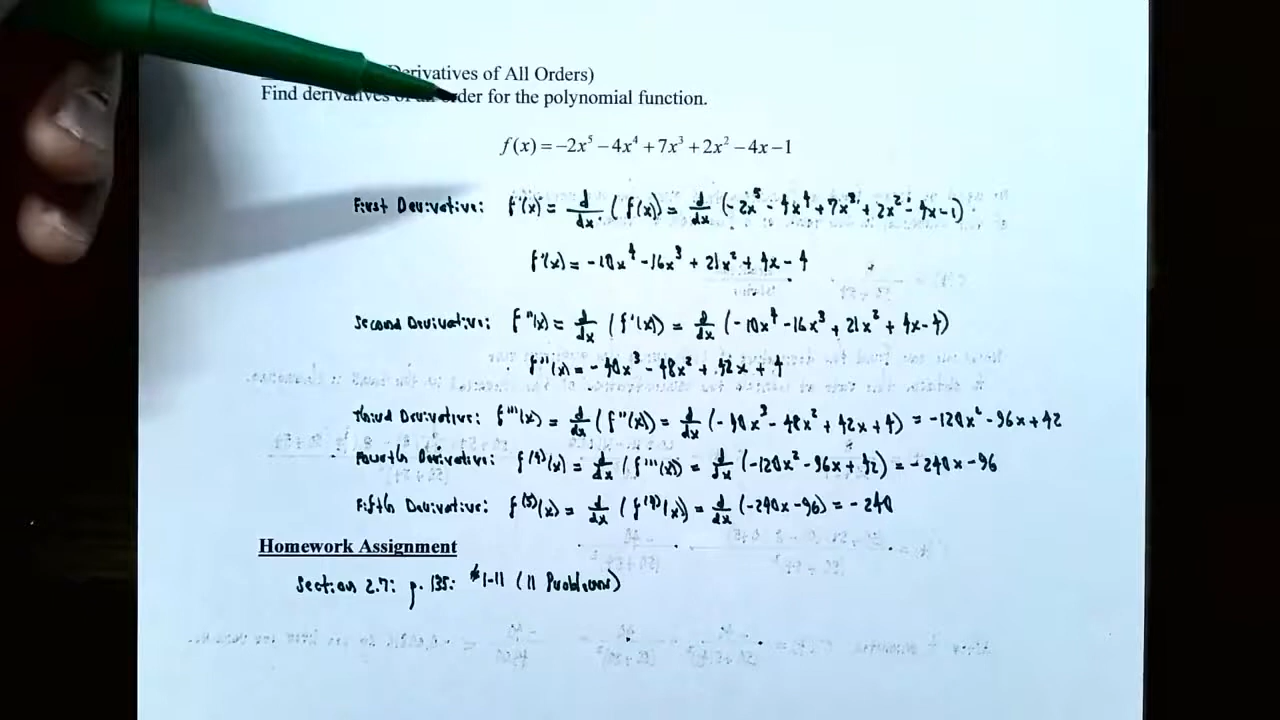 Derivatives of All Orders)
Find derivatives of all order for the polynomial function.
f(x) = −2x⁵ − 4x⁴ + 7x³ + 2x² − 4x − 1
First Derivative: f'(x) = d/dx (f(x)) = d/dx (-2x⁵ - 4x⁴ + 7x³ + 2x² - 4x - 1)
f'(x) = -10x⁴ - 16x³ + 21x² + 4x - 4
Second Derivative: f''(x) = d/dx (f'(x)) = d/dx (-10x⁴ - 16x³ + 21x² + 4x - 4)
f''(x) = -40x³ - 48x² + 42x + 4
Third Derivative: f'''(x) = d/dx (f''(x)) = d/dx (-40x³ - 48x² + 42x + 4) = -120x² - 96x + 42
Fourth Derivative: f⁽⁴⁾(x) = d/dx (f'''(x)) = d/dx (-120x² - 96x + 42) = -240x - 96
Fifth Derivative: f⁽⁵⁾(x) = d/dx (f⁽⁴⁾(x)) = d/dx (-240x - 96) = -240
Homework Assignment
Section 2.7: p. 135: #1-11 (11 Problems)